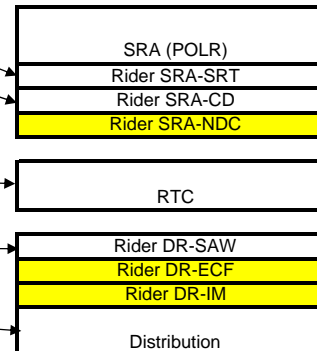 SRA (POLR)
Rider SRA-SRT
Rider SRA-CD
Rider SRA-NDC
RTC
Rider DR-SAW
Rider DR-ECF
Rider DR-IM
Distribution